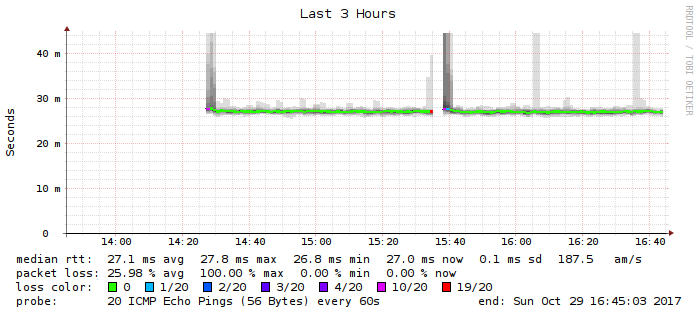 Last 3 Hours
RRDTOOL / TOBI OETIKER
Seconds
40 m
30 m
20 m
10 m
0
14:00 14:20 14:40 15:00 15:20 15:40 16:00 16:20 16:40
median rtt: 27.1 ms avg 27.8 ms max 26.8 ms min 27.0 ms now 0.1 ms sd 187.5 am/s
packet loss: 25.98 % avg 100.00 % max 0.00 % min 0.00 % now
loss color: 0 1/20 2/20 3/20 4/20 10/20 19/20
probe: 20 ICMP Echo Pings (56 Bytes) every 60s end: Sun Oct 29 16:45:03 2017